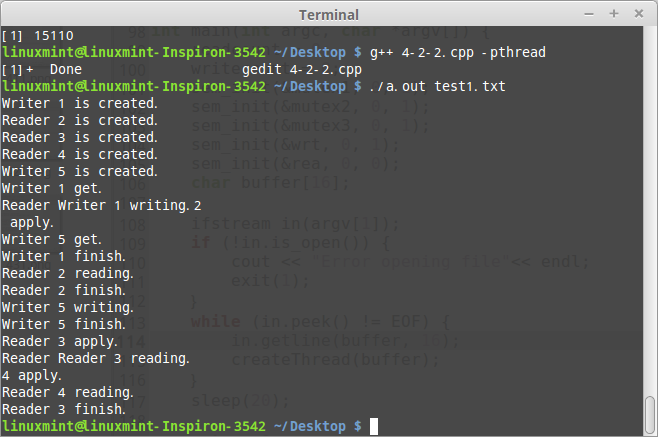 Terminal
[1] 15110
linuxmint@linuxmint-Inspiron-3542 ~/Desktop $ g++ 4-2-2.cpp -pthread
[1]+  Done                    gedit 4-2-2.cpp
linuxmint@linuxmint-Inspiron-3542 ~/Desktop $ ./a.out test1.txt
Writer 1 is created.
Reader 2 is created.
Reader 3 is created.
Reader 4 is created.
Writer 5 is created.
Writer 1 get.
Reader Writer 1 writing.2
 apply.
Writer 5 get.
Writer 1 finish.
Reader 2 reading.
Reader 2 finish.
Writer 5 writing.
Writer 5 finish.
Reader 3 apply.
Reader Reader 3 reading.
4 apply.
Reader 4 reading.
Reader 3 finish.
linuxmint@linuxmint-Inspiron-3542 ~/Desktop $